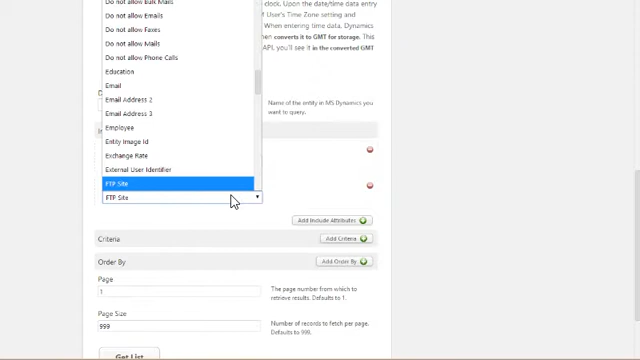 Do not allow Bulk Mails
Do not allow Emails
Do not allow Faxes
Do not allow Mails
Do not allow Phone Calls
Education
Email
Email Address 2
Email Address 3
Employee
Entity Image Id
Exchange Rate
External User Identifier
FTP Site
FTP Site
clock. Upon the date/time data entry
User's Time Zone setting and
When entering time data, Dynamics
converts it to GMT for storage. This
API, you'll see it in the converted GMT
Name of the entity in MS Dynamics you
want to query.
Add Include Attributes
Criteria
Add Criteria
Order By
Add Order By
Page
1
The page number from which to
retrieve results. Defaults to 1.
Page Size
999
Number of records to fetch per page.
Defaults to 999.
Get List